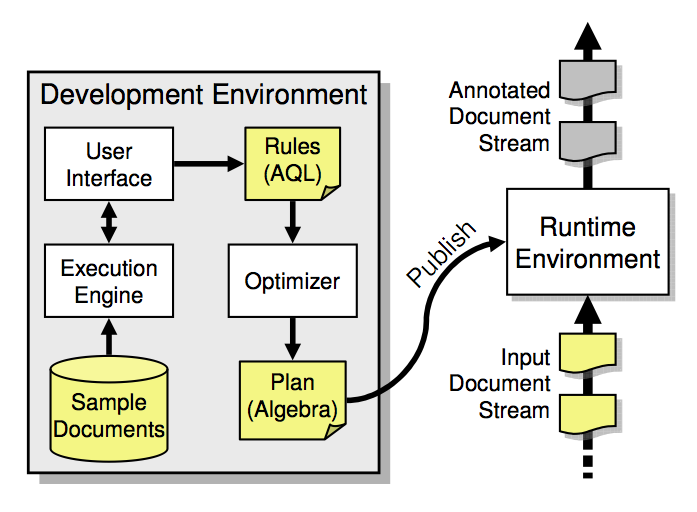 Development Environment
User
Interface
Rules
(AQL)
Execution
Engine
Optimizer
Sample
Documents
Plan
(Algebra)
Publish
Annotated
Document
Stream
Runtime
Environment
Input
Document
Stream